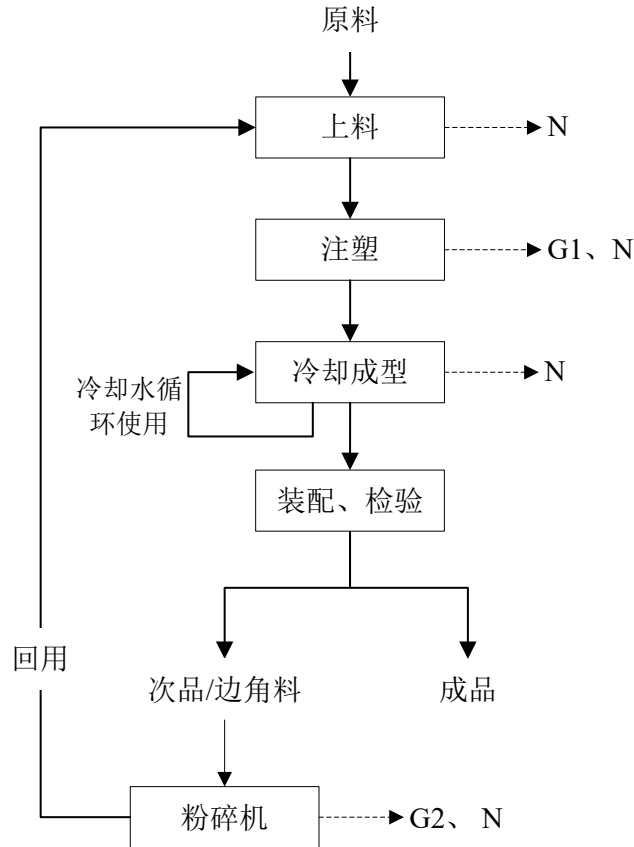 原料
上料
N
注塑
G1、N
冷却成型
N
冷却水循
环使用
装配、检验
回用
次品/边角料
成品
粉碎机
G2、 N